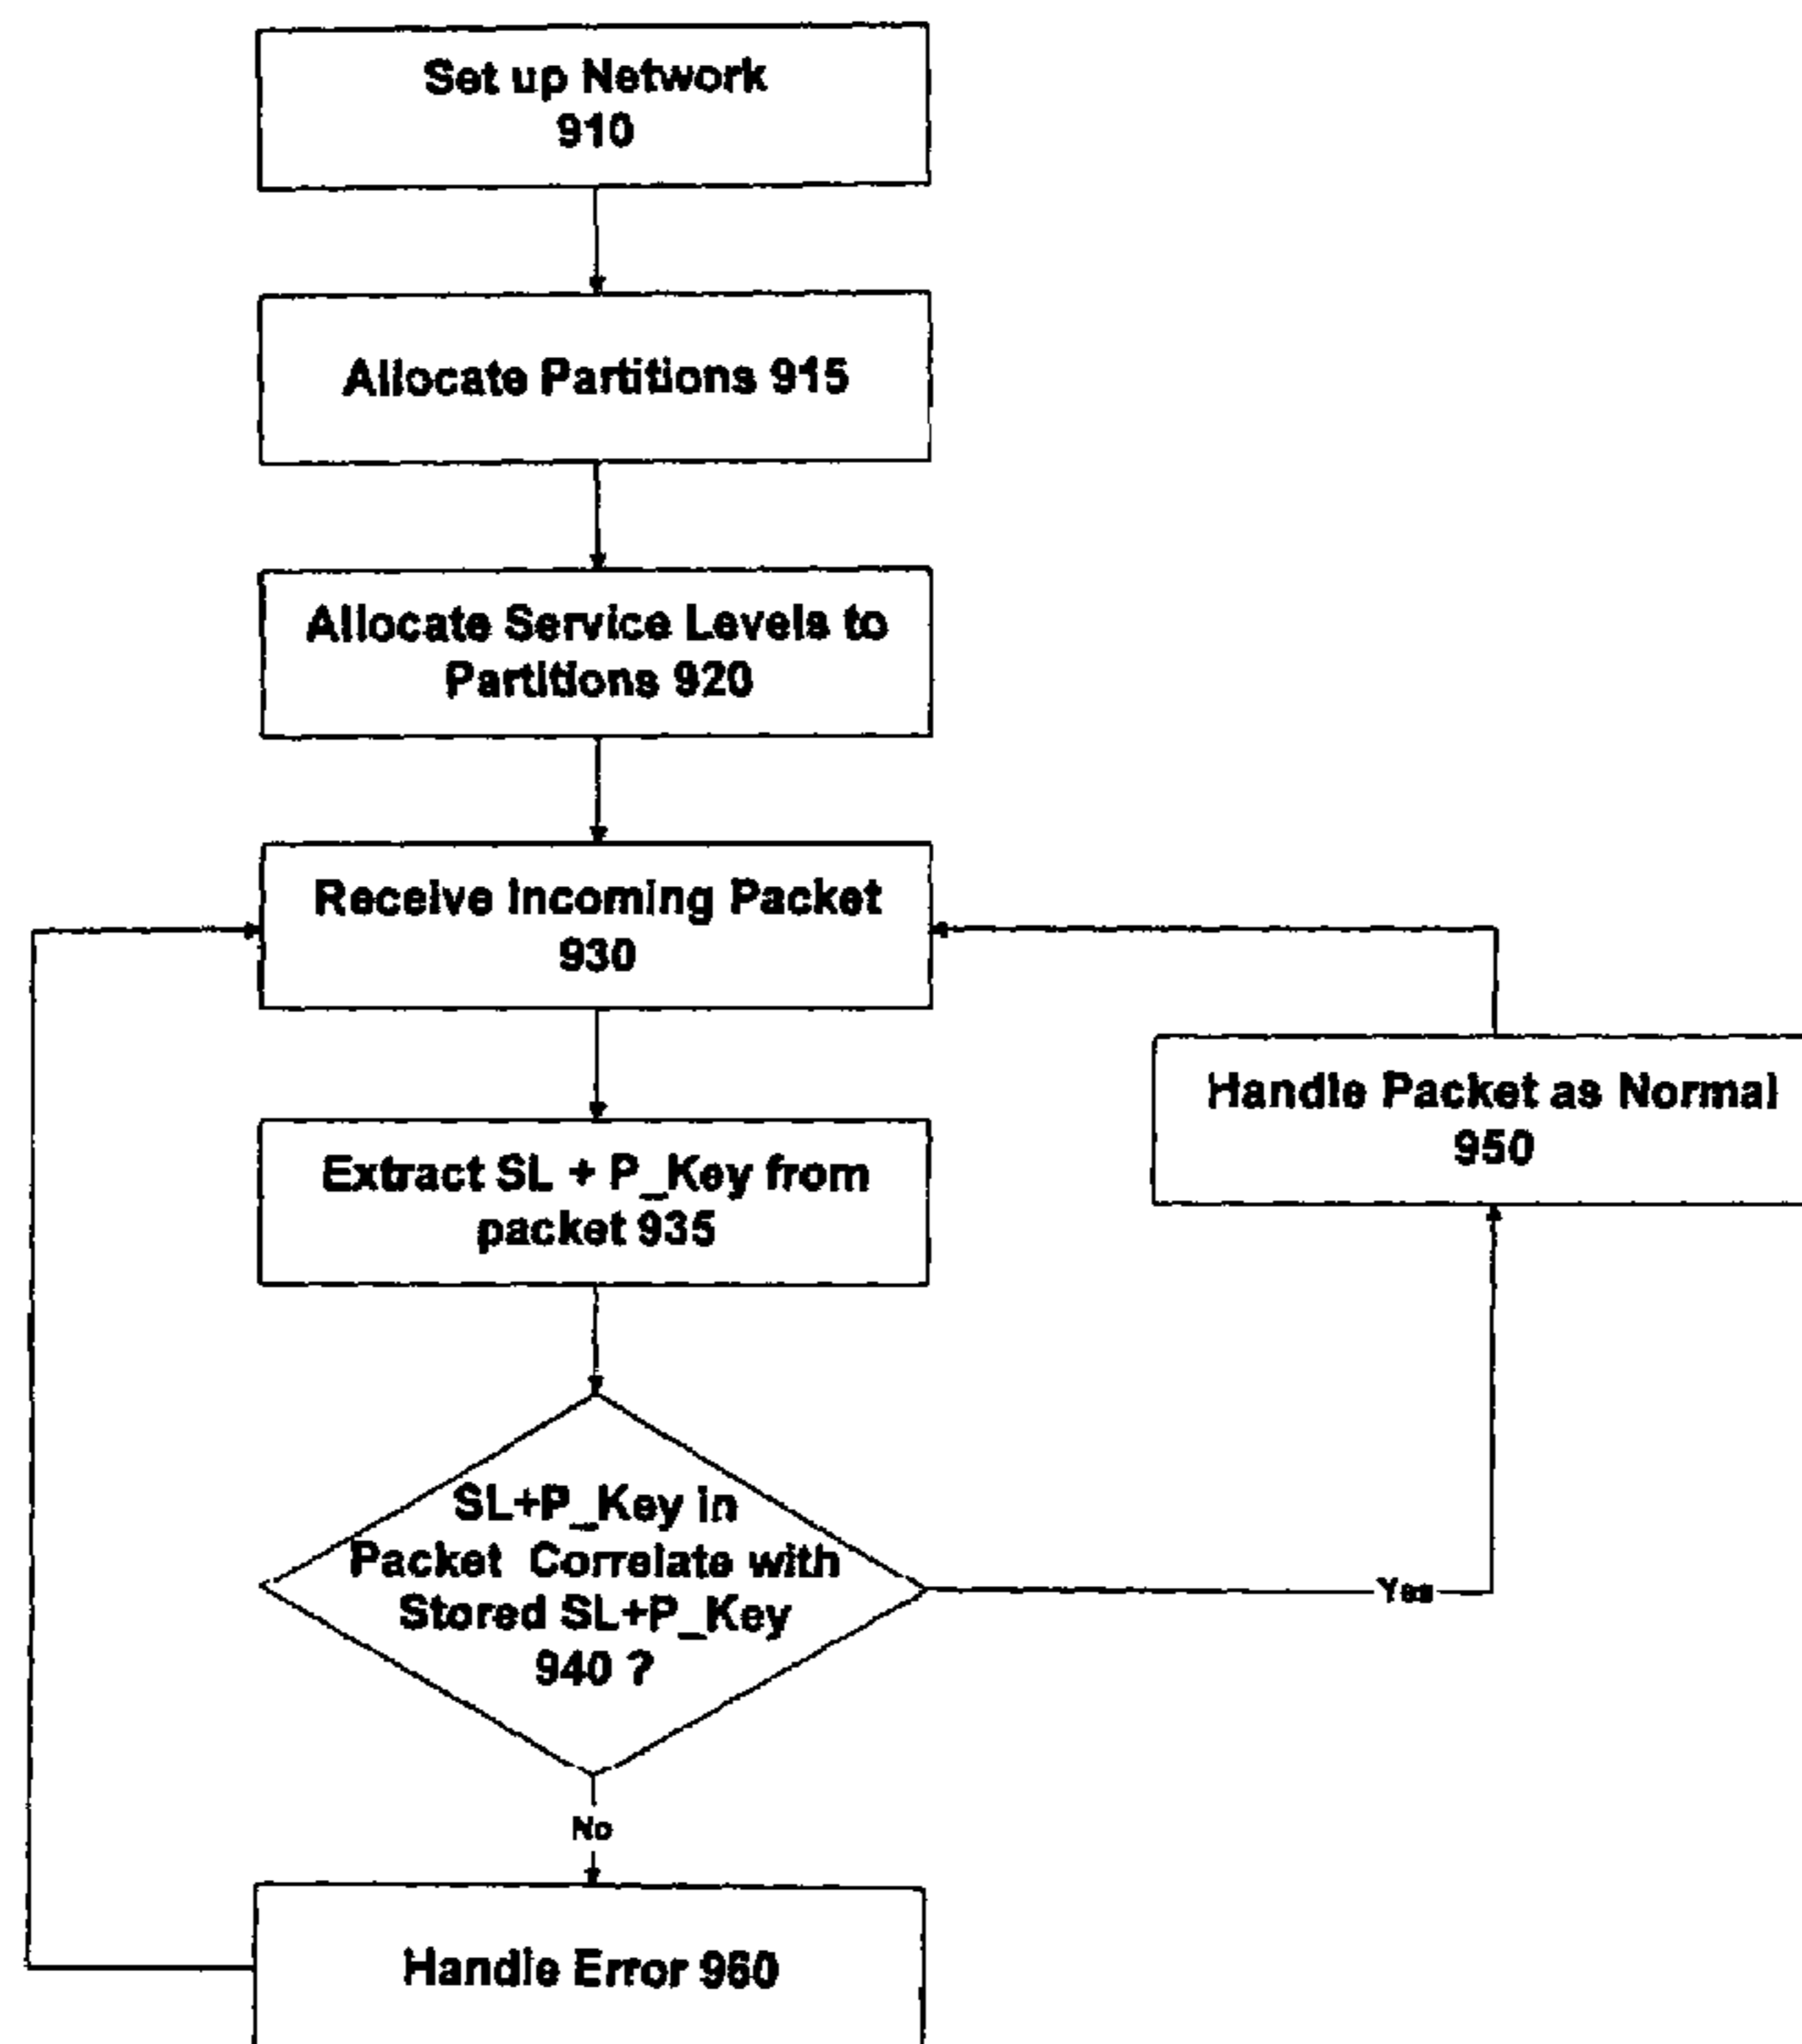 Set up Network
910
Allocate Partitions 915
Allocate Service Levels to
Partitions 920
Receive Incoming Packet
930
Handle Packet as Normal
950
Extract SL + P_Key from
packet 935
SL+P_Key in
Packet Correlate with
Stored SL+P_Key
940 ?
Yes
No
Handle Error 960